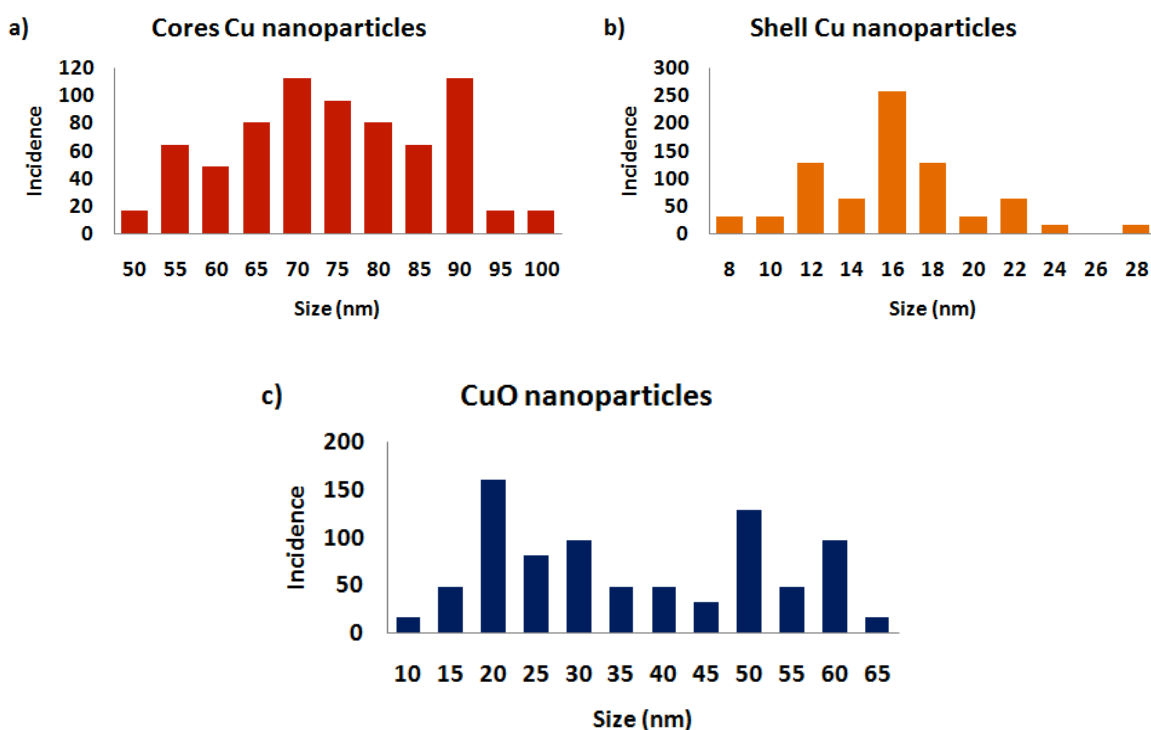 a)
Cores Cu nanoparticles
Incidence
120
100
80
60
40
20
0
50 55 60 65 70 75 80 85 90 95 100
Size (nm)
b)
Shell Cu nanoparticles
Incidence
300
250
200
150
100
50
0
8 10 12 14 16 18 20 22 24 26 28
Size (nm)
c)
CuO nanoparticles
Incidence
200
150
100
50
0
10 15 20 25 30 35 40 45 50 55 60 65
Size (nm)